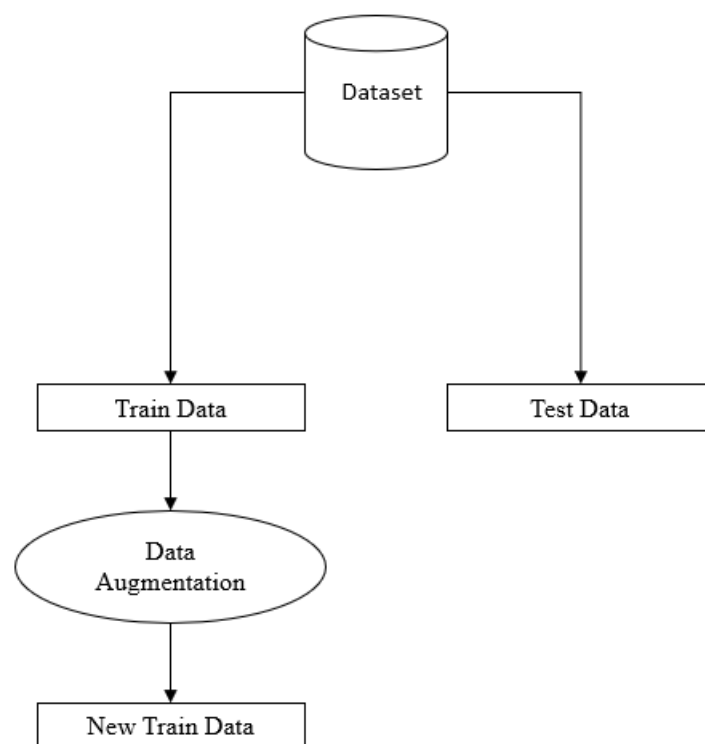 Dataset
Train Data
Test Data
Data
Augmentation
New Train Data